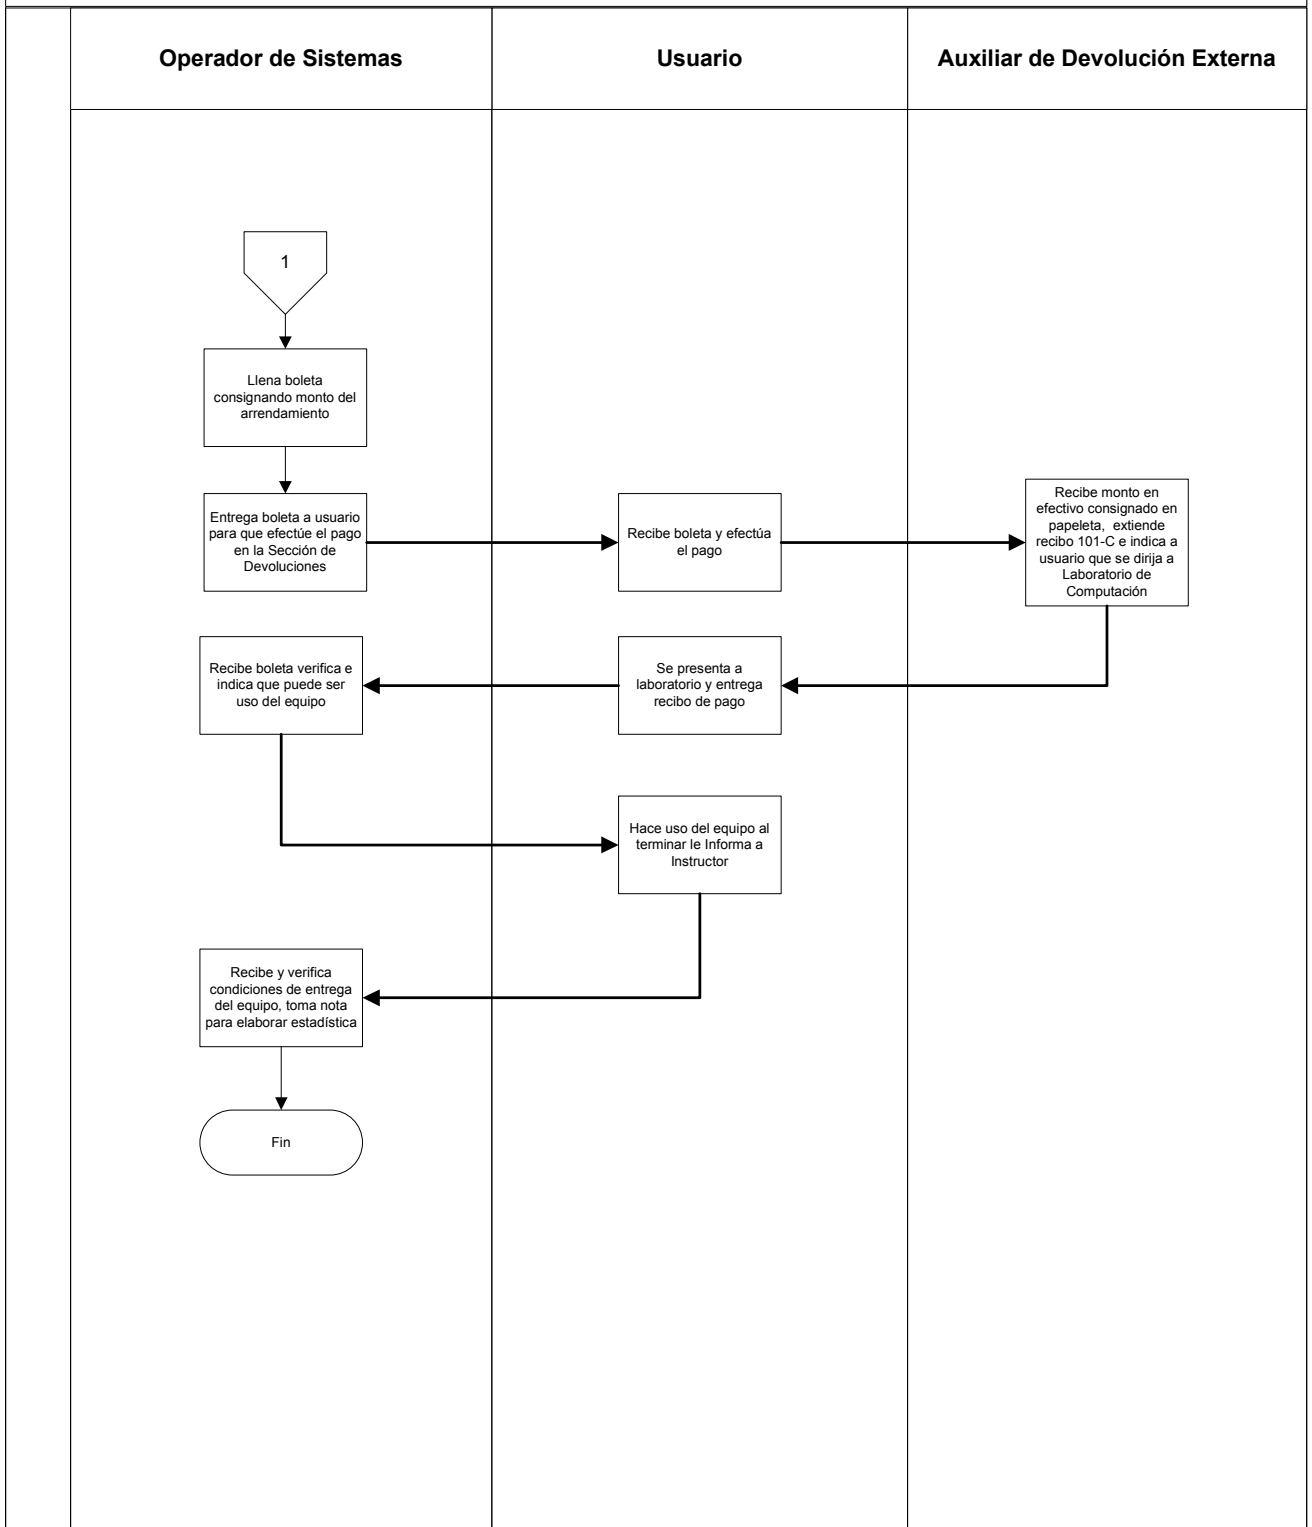 Operador de Sistemas
Usuario
Auxiliar de Devolución Externa
1
Llena boleta
consignando monto del
arrendamiento
Entrega boleta a usuario
para que efectúe el pago
en la Sección de
Devoluciones
Recibe boleta y efectúa
el pago
Recibe monto en
efectivo consignado en
papeleta, extiende
recibo 101-C e indica a
usuario que se dirija a
Laboratorio de
Computación
Se presenta a
laboratorio y entrega
recibo de pago
Recibe boleta verifica e
indica que puede ser
uso del equipo
Hace uso del equipo al
terminar le Informa a
Instructor
Recibe y verifica
condiciones de entrega
del equipo, toma nota
para elaborar estadística
Fin